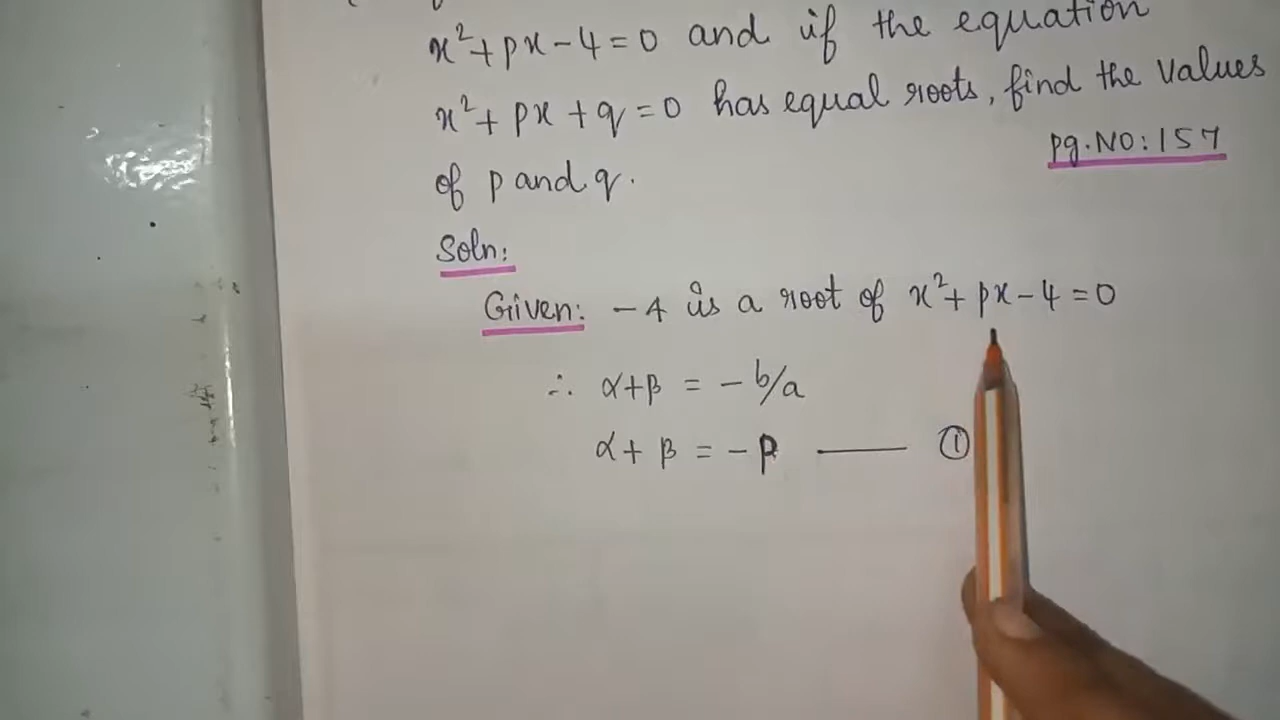 x²+px-4=0 and if the equation
x²+px+q=0 has equal roots, find the values
of p and q.
pg.NO:157
Soln:
Given: -4 is a root of x²+px-4=0
∴ α+β = -b/a
α+β = -p —— ①